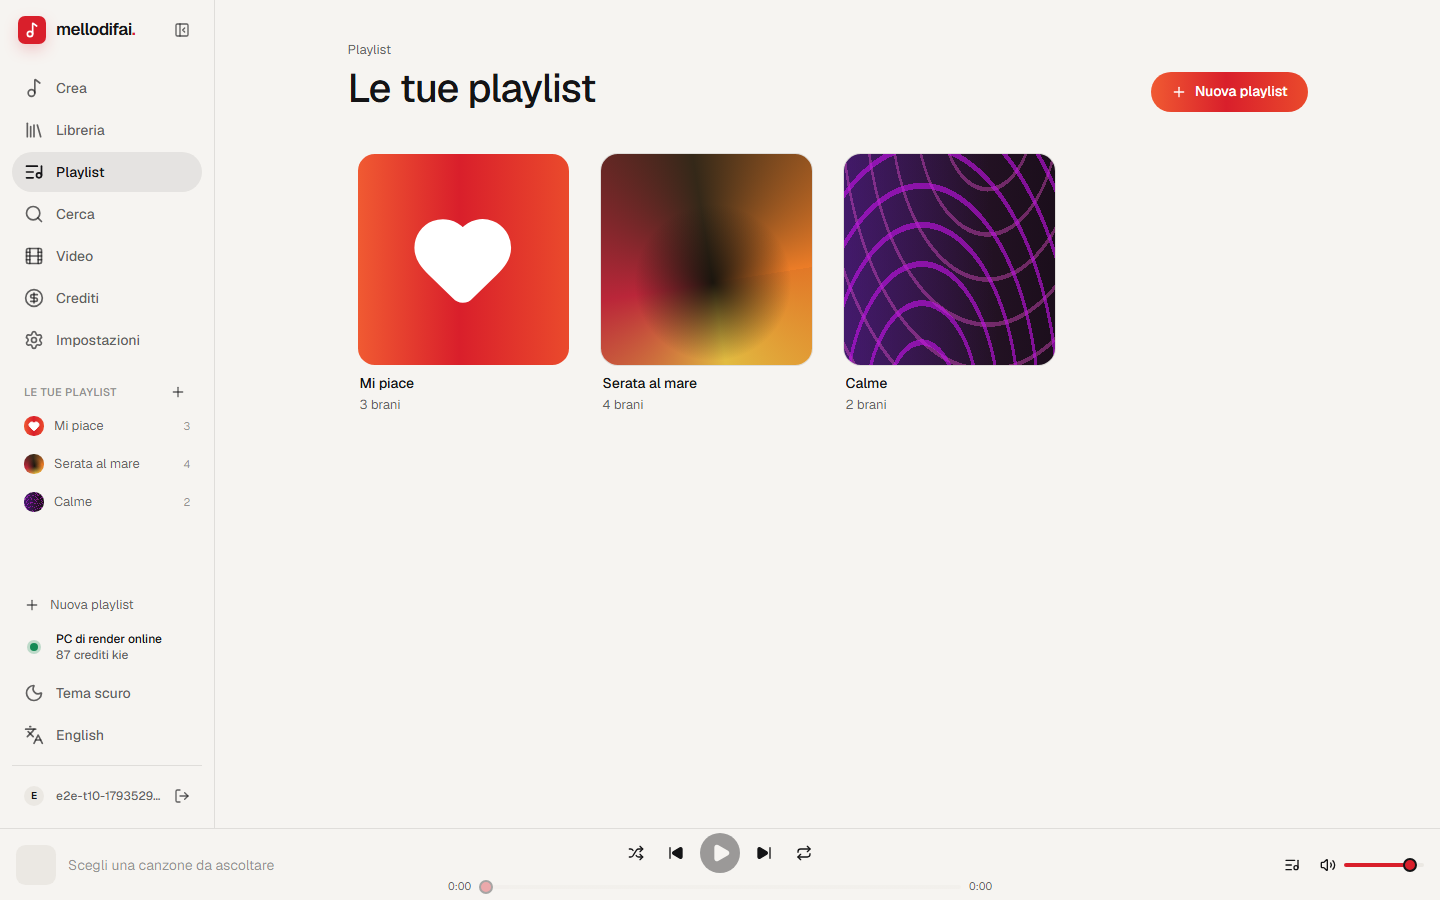 mellodifai.
Crea
Libreria
Playlist
Cerca
Video
Crediti
Impostazioni
LE TUE PLAYLIST
Mi piace 3
Serata al mare 4
Calme 2
Nuova playlist
PC di render online
87 crediti kie
Tema scuro
English
E e2e-t10-1793529...
Playlist
Le tue playlist
Nuova playlist
Mi piace
3 brani
Serata al mare
4 brani
Calme
2 brani
Scegli una canzone da ascoltare
0:00 0:00